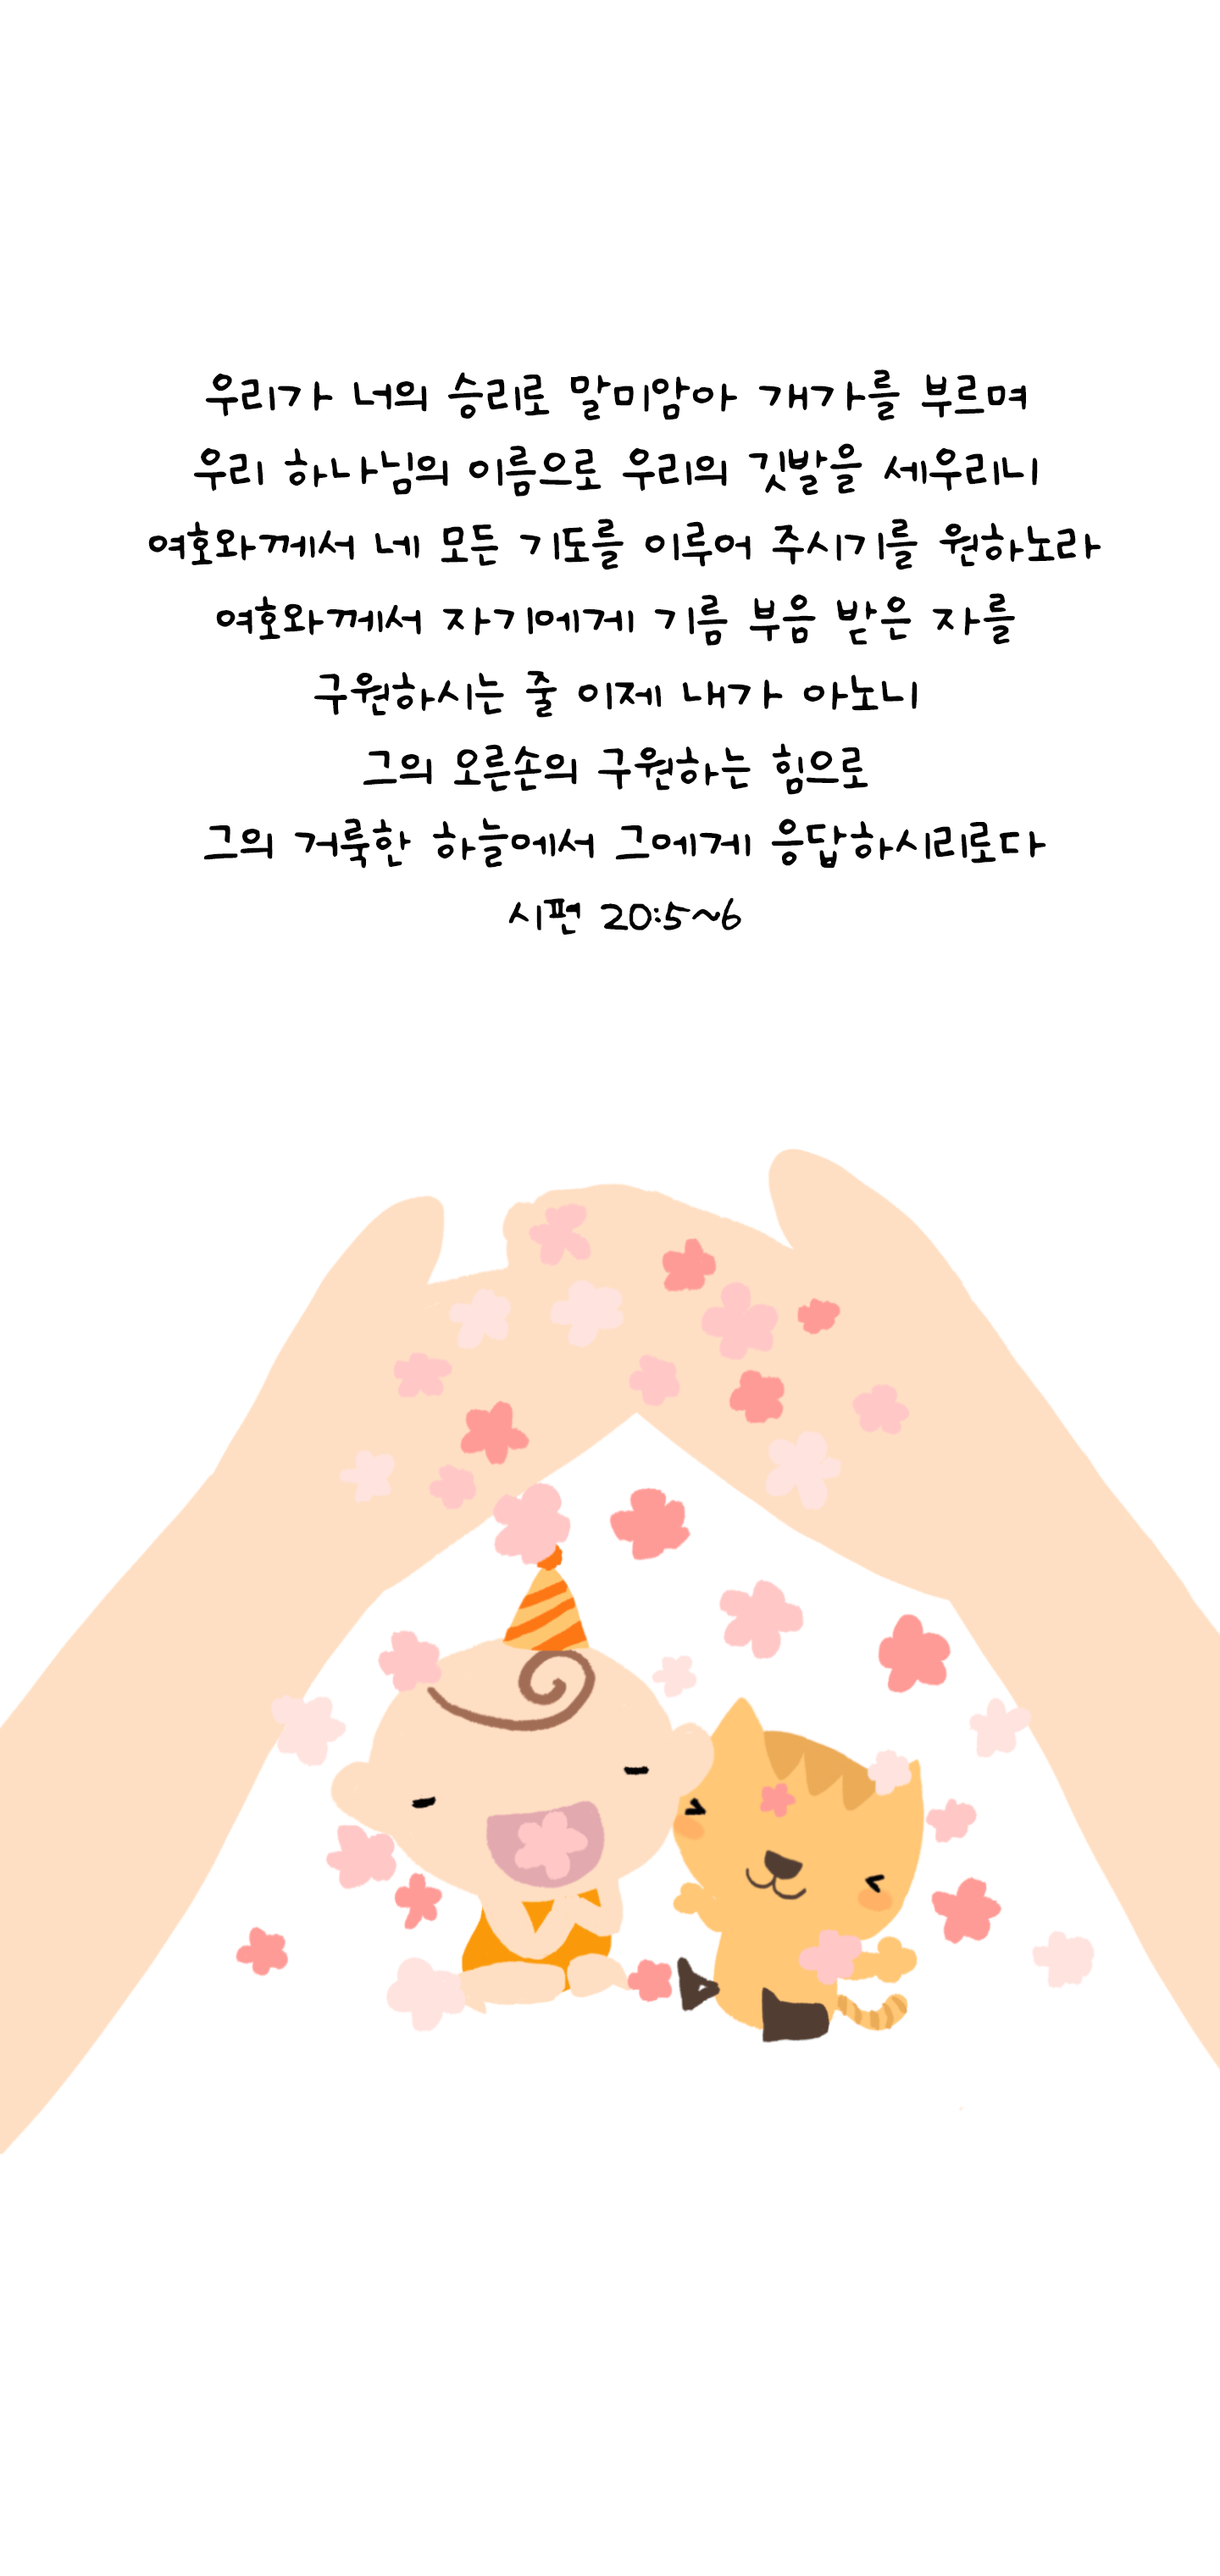 우리가 너의 승리로 말미암아 개가를 부르며
우리 하나님의 이름으로 우리의 깃발을 세우리니
여호와께서 네 모든 기도를 이루어 주시기를 원하노라
여호와께서 자기에게 기름 부음 받은 자를
구원하시는 줄 이제 내가 아노니
그의 오른손의 구원하는 힘으로
그의 거룩한 하늘에서 그에게 응답하시리로다
시편 20:5~6